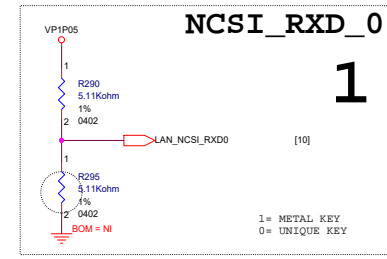 NCSI_RXD_0
VP1P05
1
1
R290
5.11Kohm
1%
2 0402
LAN_NCSI_RXD0 [10]
1
R295
5.11Kohm
1%
2 0402
BOM = NI
1= METAL KEY
0= UNIQUE KEY